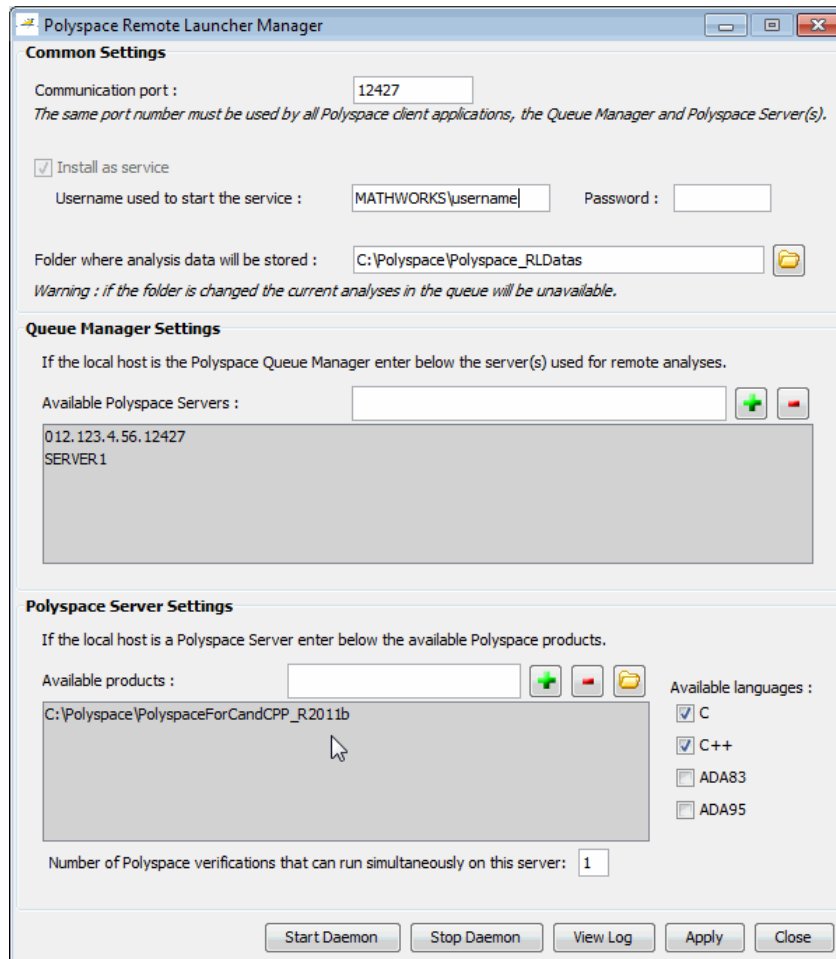 Polyspace Remote Launcher Manager
Common Settings
Communication port : 12427
The same port number must be used by all Polyspace client applications, the Queue Manager and Polyspace Server(s).
Install as service
Username used to start the service : MATHWORKS\username Password :
Folder where analysis data will be stored : C:\Polyspace\Polyspace_RLDatas
Warning : if the folder is changed the current analyses in the queue will be unavailable.
Queue Manager Settings
If the local host is the Polyspace Queue Manager enter below the server(s) used for remote analyses.
Available Polyspace Servers :
012.123.4.56.12427
SERVER1
Polyspace Server Settings
If the local host is a Polyspace Server enter below the available Polyspace products.
Available products :
C:\Polyspace\PolyspaceForCandCPP_R2011b
Available languages :
C
C++
ADA83
ADA95
Number of Polyspace verifications that can run simultaneously on this server: 1
Start Daemon Stop Daemon View Log Apply Close